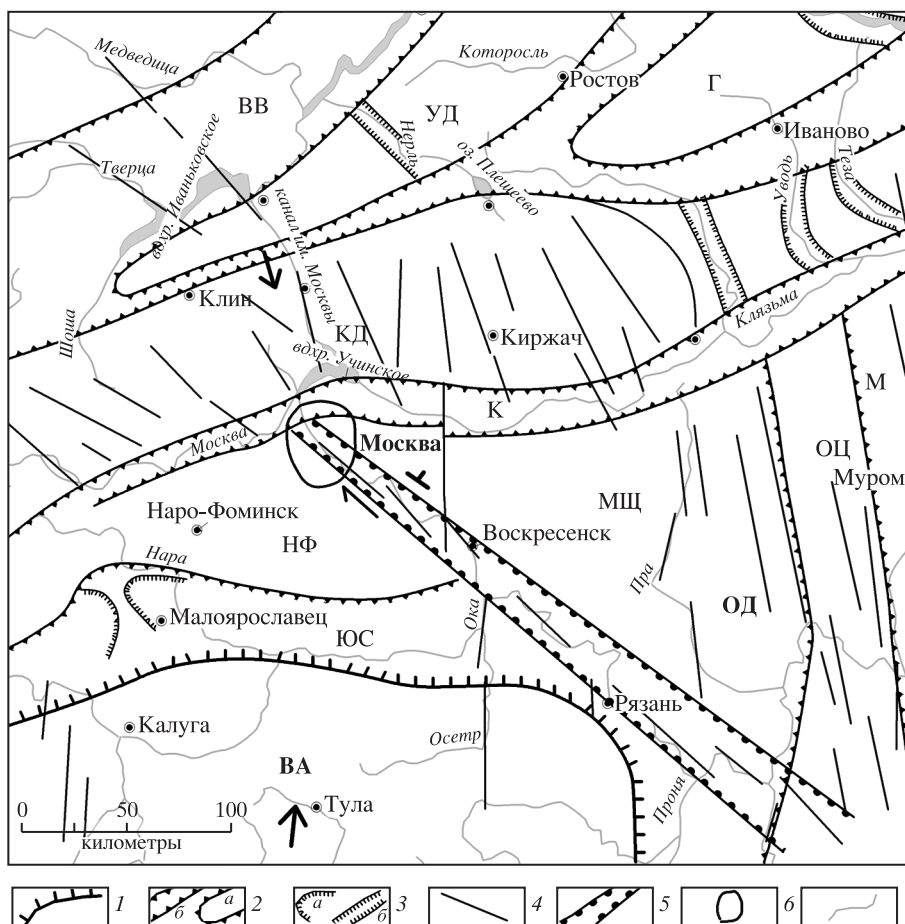 Медведица
Которосль
Ростов
Г
ВВ
УД
Нерль
Иваново
Тверца
оз. Плещеево
Уводь
Теза
вдхр. Иваньковское
канал им. Москвы
Клин
Шоша
КД
Киржач
Клязьма
вдхр. Учинское
К
М
Москва
Москва
ОЦ
Муром
МЩ
Наро-Фоминск
НФ
Воскресенск
Нара
Пра
ОД
Малоярославец
Ока
ЮС
Рязань
Калуга
Осетр
ВА
Проня
Тула
0 50 100
километры
1 б а 2 а б 3 4 5 6